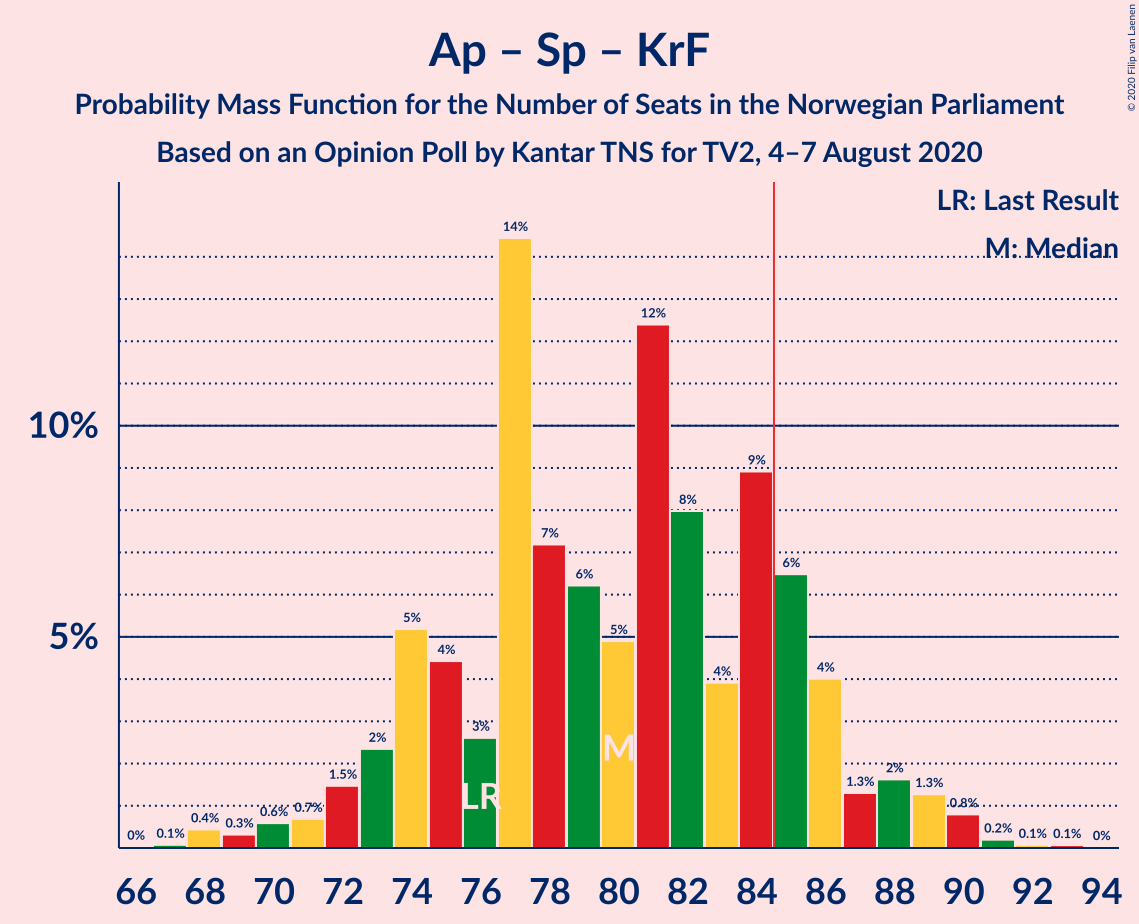 Ap – Sp – KrF
Probability Mass Function for the Number of Seats in the Norwegian Parliament
Based on an Opinion Poll by Kantar TNS for TV2, 4–7 August 2020
© 2020 Filip van Laenen
LR: Last Result
M: Median
10%
5%
0% 0.1% 0.4% 0.3% 0.6% 0.7% 1.5% 2% 5% 4% 3% 14% 7% 6% 5% 12% 8% 4% 9% 6% 4% 1.3% 2% 1.3% 0.8% 0.2% 0.1% 0.1% 0%
LR M
66 68 70 72 74 76 78 80 82 84 86 88 90 92 94